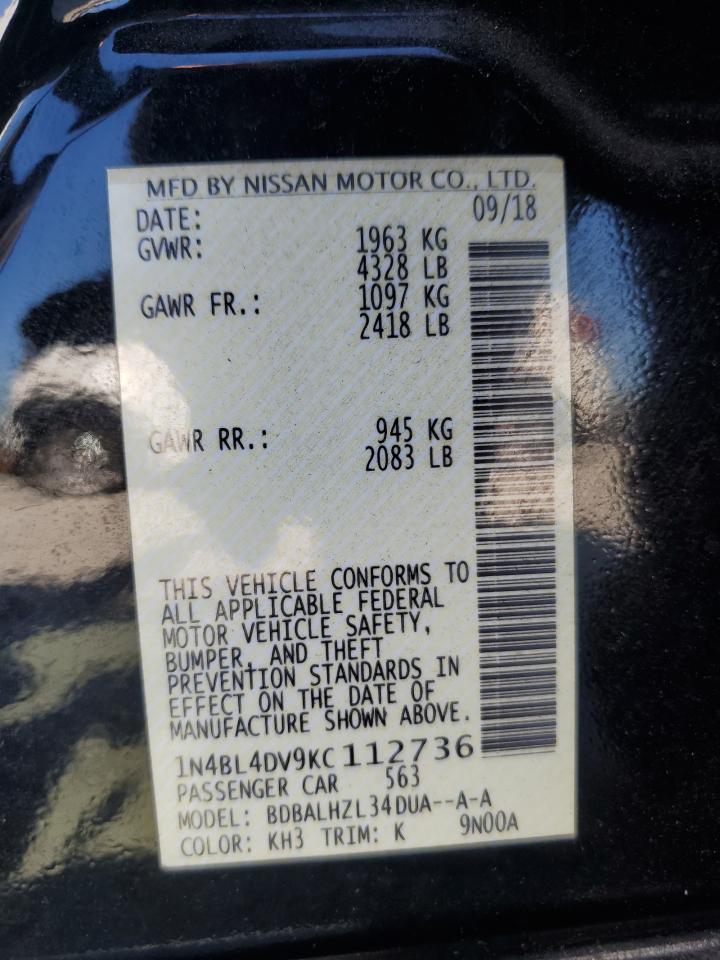 MFD BY NISSAN MOTOR CO., LTD.
DATE: 09/18
GVWR: 1963 KG
4328 LB
GAWR FR.: 1097 KG
2418 LB
GAWR RR.: 945 KG
2083 LB
THIS VEHICLE CONFORMS TO
ALL APPLICABLE FEDERAL
MOTOR VEHICLE SAFETY,
BUMPER, AND THEFT
PREVENTION STANDARDS IN
EFFECT ON THE DATE OF
MANUFACTURE SHOWN ABOVE.
1N4BL4DV9KC112736
PASSENGER CAR 563
MODEL: BDBALHZL34DUA--A-A
COLOR: KH3 TRIM: K 9N00A